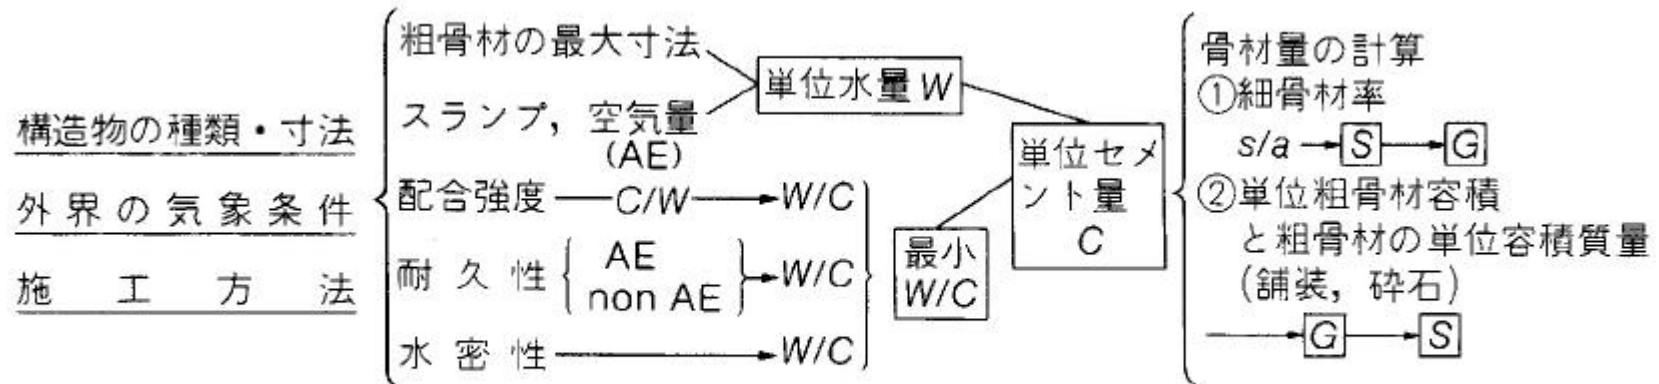 構造物の種類・寸法
外界の気象条件
施工方法
粗骨材の最大寸法
スランプ, 空気量
(AE)
配合強度 C/W W/C
耐久性 AE non AE W/C
水密性 W/C
単位水量 W
最小
W/C
単位セメ
ント量
C
骨材量の計算
①細骨材率
s/a S G
②単位粗骨材容積
と粗骨材の単位容積質量
(舗装, 砕石)
G S